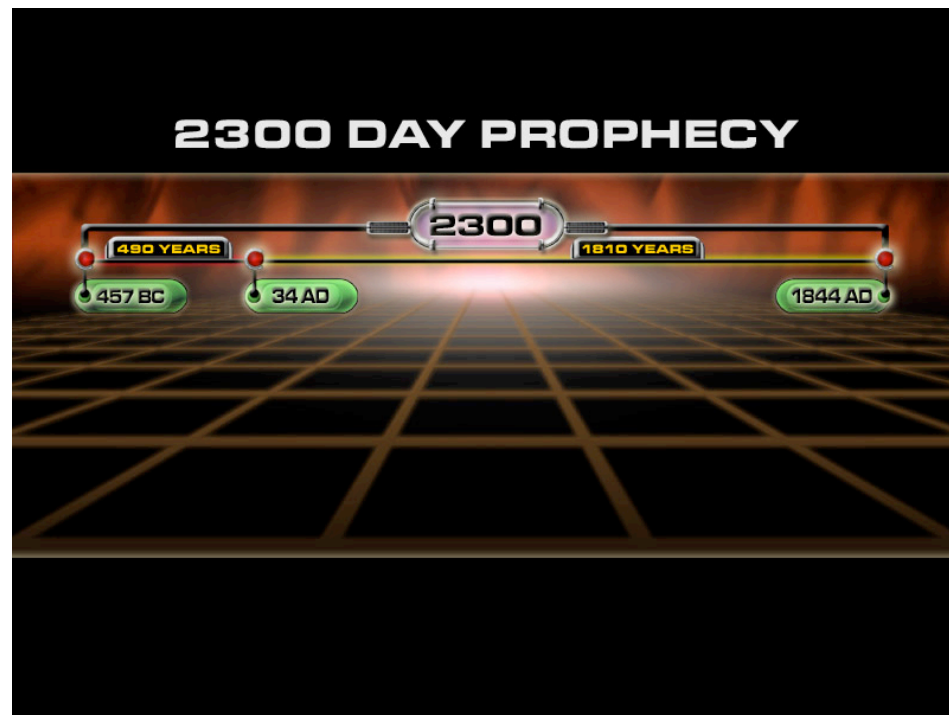 2300 DAY PROPHECY
2300
490 YEARS
1810 YEARS
457 BC
34 AD
1844 AD